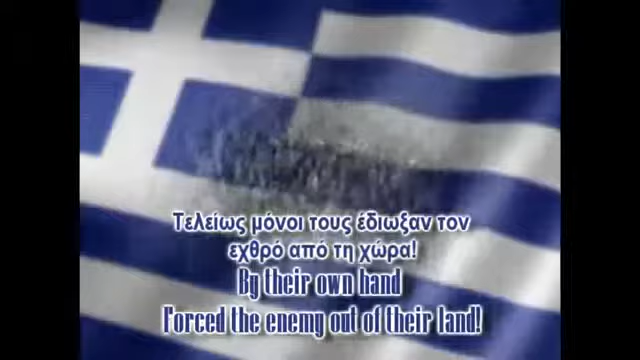 Τελείως μόνοι τους έδιωξαν τον
εχθρό από τη χώρα!
By their own hand
Forced the enemy out of their land!